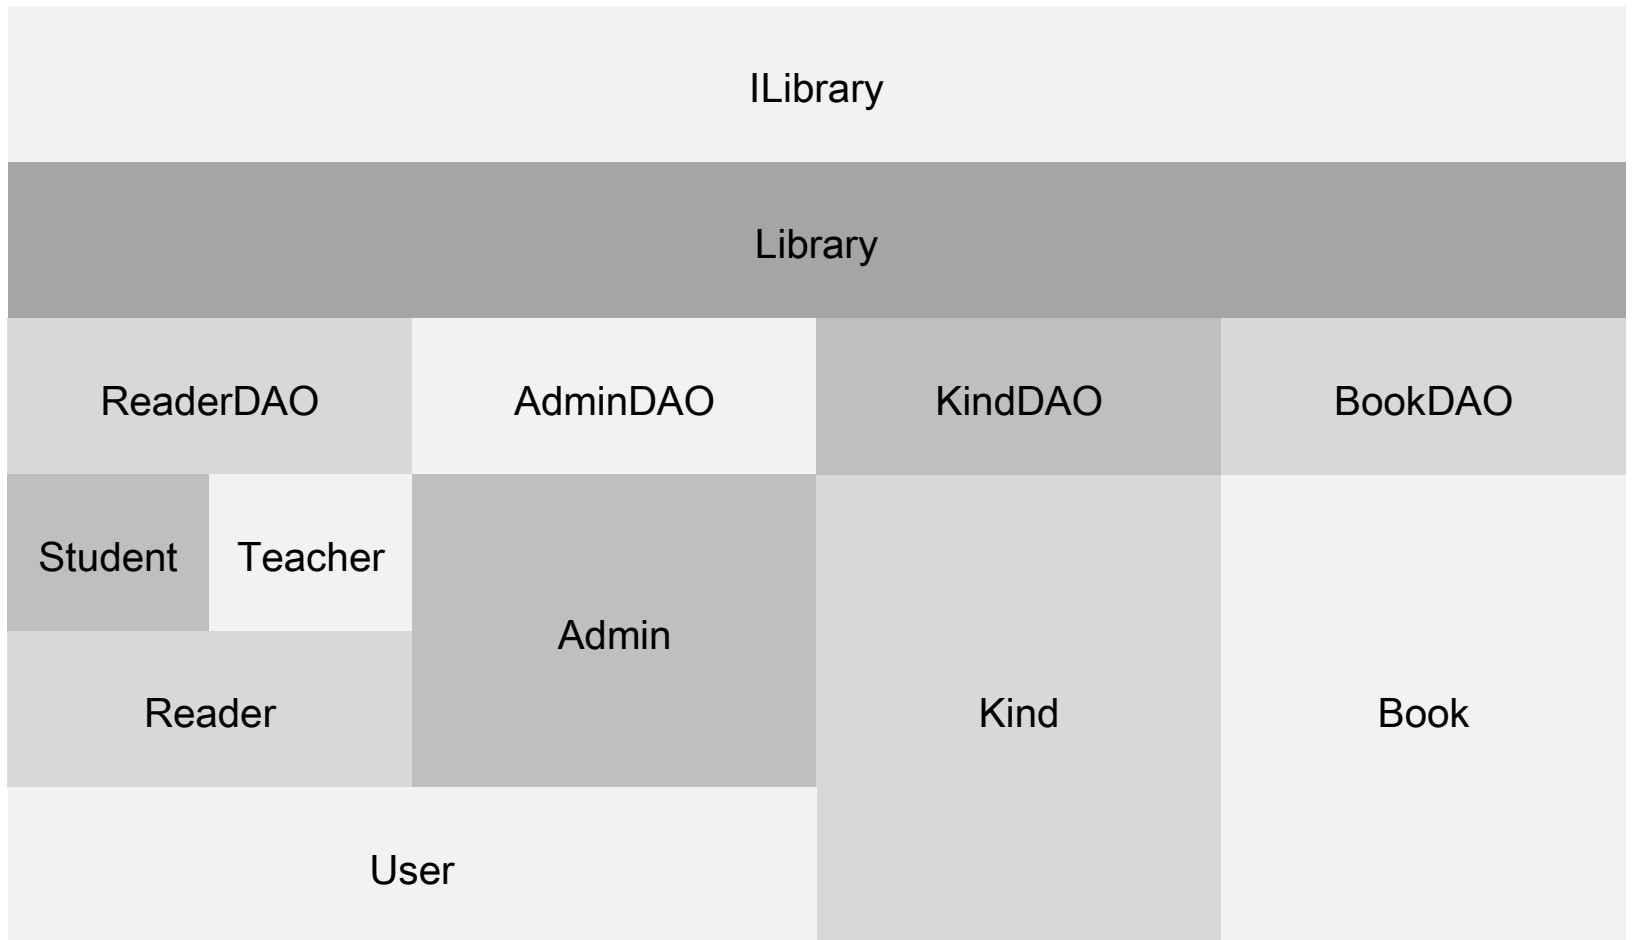 ILibrary
Library
ReaderDAO
AdminDAO
KindDAO
BookDAO
Student
Teacher
Admin
Reader
Kind
Book
User